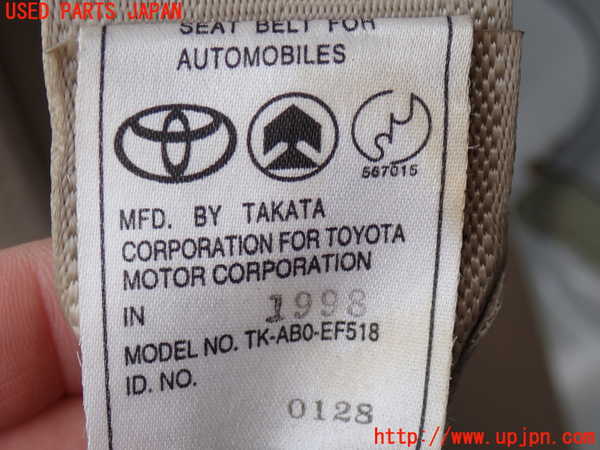 USED PARTS JAPAN
SEAT BELT FOR
AUTOMOBILES
567015
MFD. BY TAKATA
CORPORATION FOR TOYOTA
MOTOR CORPORATION
IN 1998
MODEL NO. TK-AB0-EF518
ID. NO.
0128
http://www.upjpn.com/